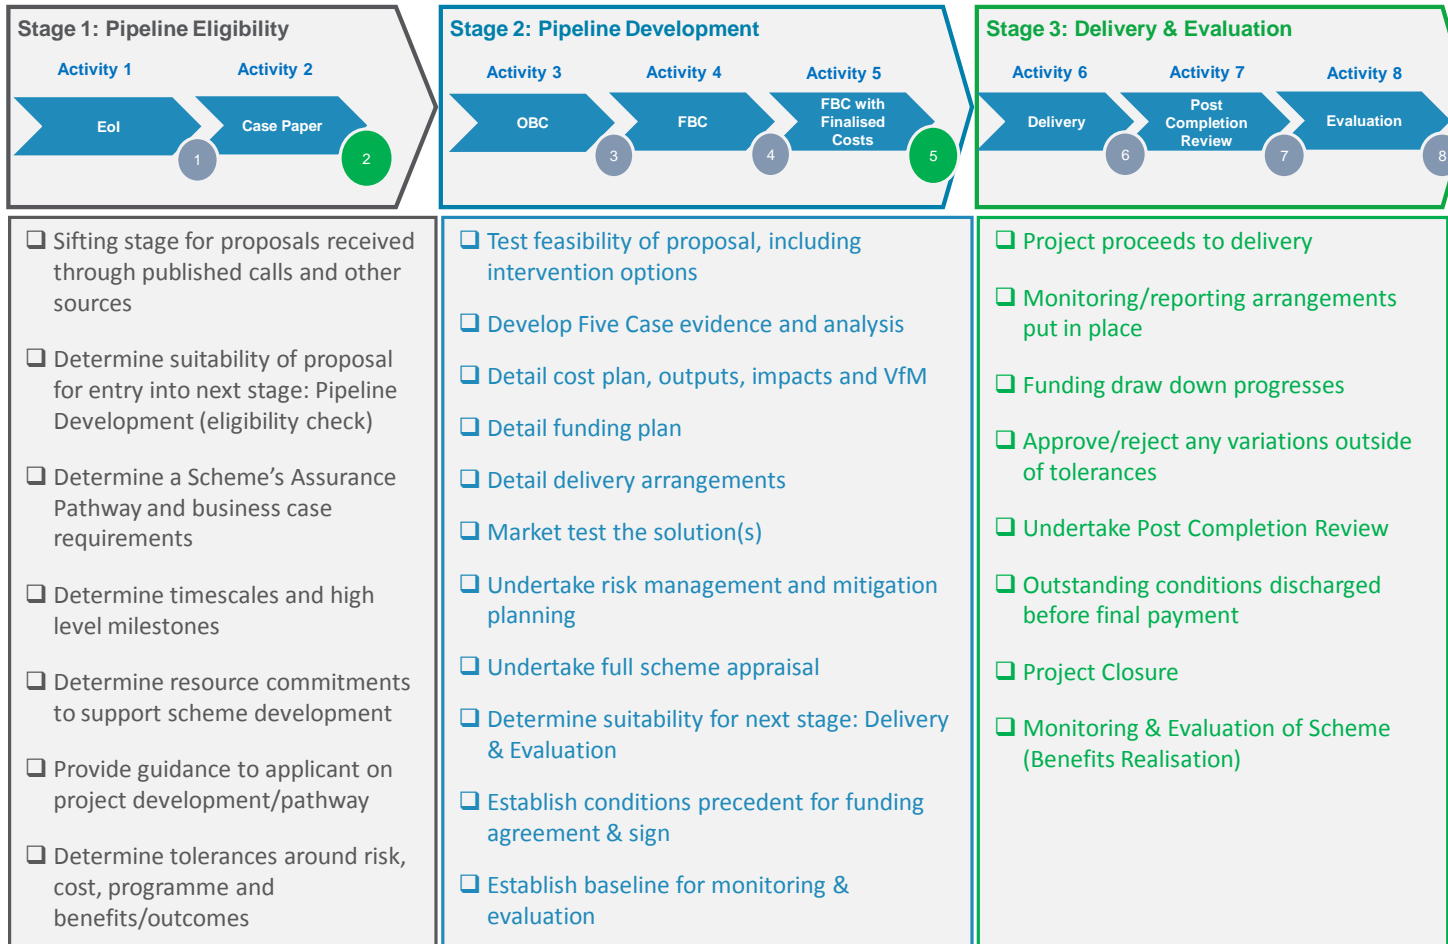 Stage 1: Pipeline Eligibility
Activity 1
Activity 2
EoI
Case Paper
1
2
Stage 2: Pipeline Development
Activity 3
Activity 4
Activity 5
OBC
FBC
FBC with
Finalised
Costs
3
4
5
Stage 3: Delivery & Evaluation
Activity 6
Activity 7
Activity 8
Delivery
Post
Completion
Review
Evaluation
6
7
8
Sifting stage for proposals received
through published calls and other
sources
Determine suitability of proposal
for entry into next stage: Pipeline
Development (eligibility check)
Determine a Scheme's Assurance
Pathway and business case
requirements
Determine timescales and high
level milestones
Determine resource commitments
to support scheme development
Provide guidance to applicant on
project development/pathway
Determine tolerances around risk,
cost, programme and
benefits/outcomes
Test feasibility of proposal, including
intervention options
Develop Five Case evidence and analysis
Detail cost plan, outputs, impacts and VfM
Detail funding plan
Detail delivery arrangements
Market test the solution(s)
Undertake risk management and mitigation
planning
Undertake full scheme appraisal
Determine suitability for next stage: Delivery
& Evaluation
Establish conditions precedent for funding
agreement & sign
Establish baseline for monitoring &
evaluation
Project proceeds to delivery
Monitoring/reporting arrangements
put in place
Funding draw down progresses
Approve/reject any variations outside
of tolerances
Undertake Post Completion Review
Outstanding conditions discharged
before final payment
Project Closure
Monitoring & Evaluation of Scheme
(Benefits Realisation)